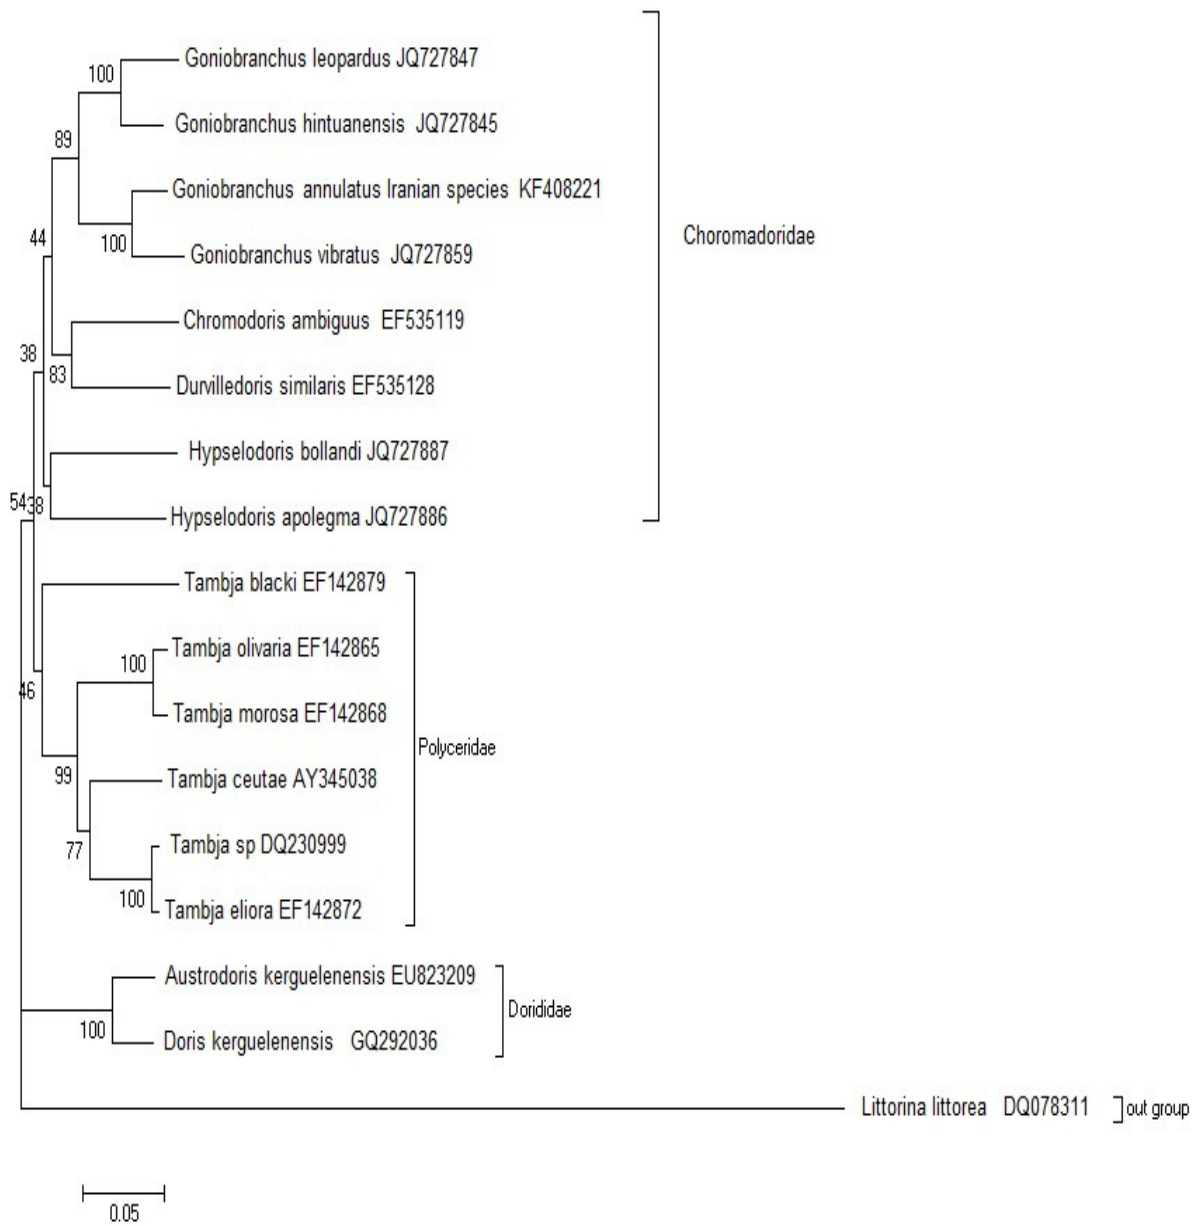 Goniobranchus leopardus JQ727847
100
Goniobranchus hintuanensis JQ727845
89
Goniobranchus annulatus Iranian species KF408221
100
Goniobranchus vibratus JQ727859
Choromadoridae
44
Chromodoris ambiguus EF535119
38
83
Durvilledoris similaris EF535128
Hypselodoris bollandi JQ727887
54
38
Hypselodoris apolegma JQ727886
Tambja blacki EF142879
Tambja olivaria EF142865
100
46
Tambja morosa EF142868
Polyceridae
99
Tambja ceutae AY345038
77
Tambja sp DQ230999
100
Tambja eliora EF142872
Austrodoris kerguelenensis EU823209
Dorididae
100
Doris kerguelenensis GQ292036
Littorina littorea DQ078311
out group
0.05